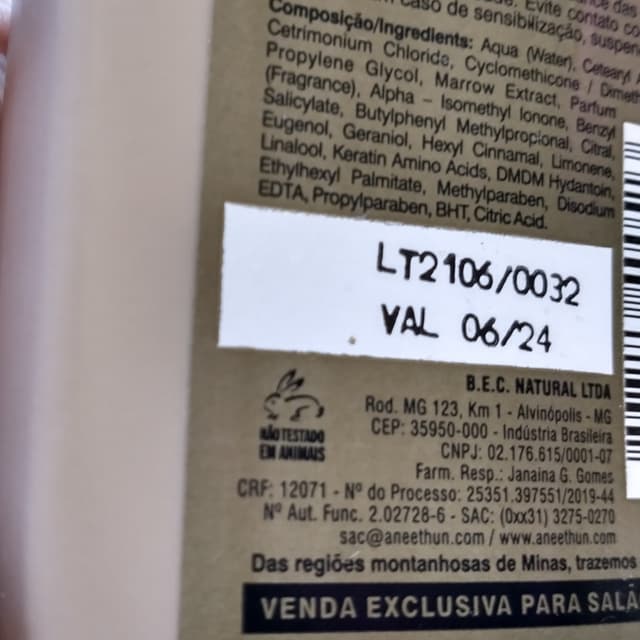 caso de sensibilização,
Evite contato
Composição/Ingredients: Aqua (Water),
Cetrimonium Chloride, Cyclomethicone /
Propylene Glycol, Marrow Extract, Parfum
(Fragrance), Alpha - Isomethyl Ionone, Benzyl
Salicylate, Butylphenyl Methylpropional, Citral,
Eugenol, Geraniol, Hexyl Cinnamal, Limonene,
Linalool, Keratin Amino Acids, DMDM Hydantoin,
Ethylhexyl Palmitate, Methylparaben, Disodium
EDTA, Propylparaben, BHT, Citric Acid.
LT2106/0032
VAL 06/24
NÃO TESTADO
EM ANIMAIS
B.E.C. NATURAL LTDA
Rod. MG 123, Km 1 - Alvinópolis - MG
CEP: 35950-000 - Indústria Brasileira
CNPJ: 02.176.615/0001-07
Farm. Resp.: Janaina G. Gomes
CRF: 12071 - Nº do Processo: 25351.397551/2019-44
Nº Aut. Func. 2.02728-6 - SAC: (0xx31) 3275-0270
sac@aneethun.com / www.aneethun.com
Das regiões montanhosas de Minas, trazemos
VENDA EXCLUSIVA PARA